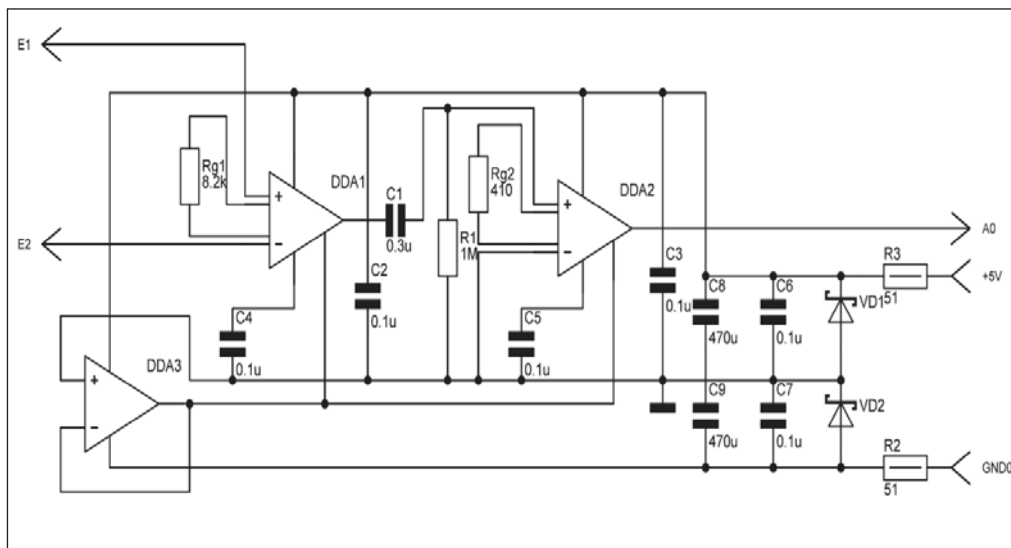 E1
Rg1
8.2k
DDA1
C1
0.3u
Rg2
410
DDA2
E2
R1
1M
C2
0.1u
C3
0.1u
A0
R3
51
+5V
C8
470u
C6
0.1u
VD1
C4
0.1u
C5
0.1u
DDA3
C9
470u
C7
0.1u
VD2
R2
51
GND0
+
-
+
-
+
-